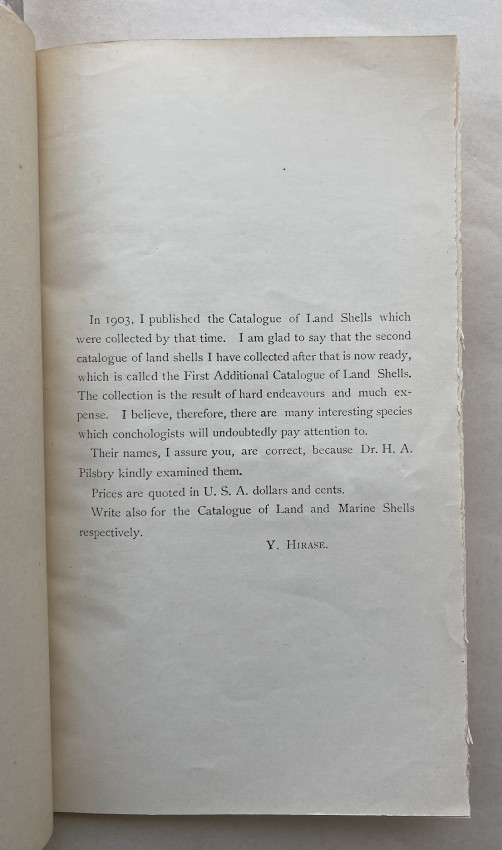 In 1903, I published the Catalogue of Land Shells which
were collected by that time. I am glad to say that the second
catalogue of land shells I have collected after that is now ready,
which is called the First Additional Catalogue of Land Shells.
The collection is the result of hard endeavours and much ex-
pense. I believe, therefore, there are many interesting species
which conchologists will undoubtedly pay attention to.
Their names, I assure you, are correct, because Dr. H. A.
Pilsbry kindly examined them.
Prices are quoted in U. S. A. dollars and cents.
Write also for the Catalogue of Land and Marine Shells
respectively.
Y. Hirase.